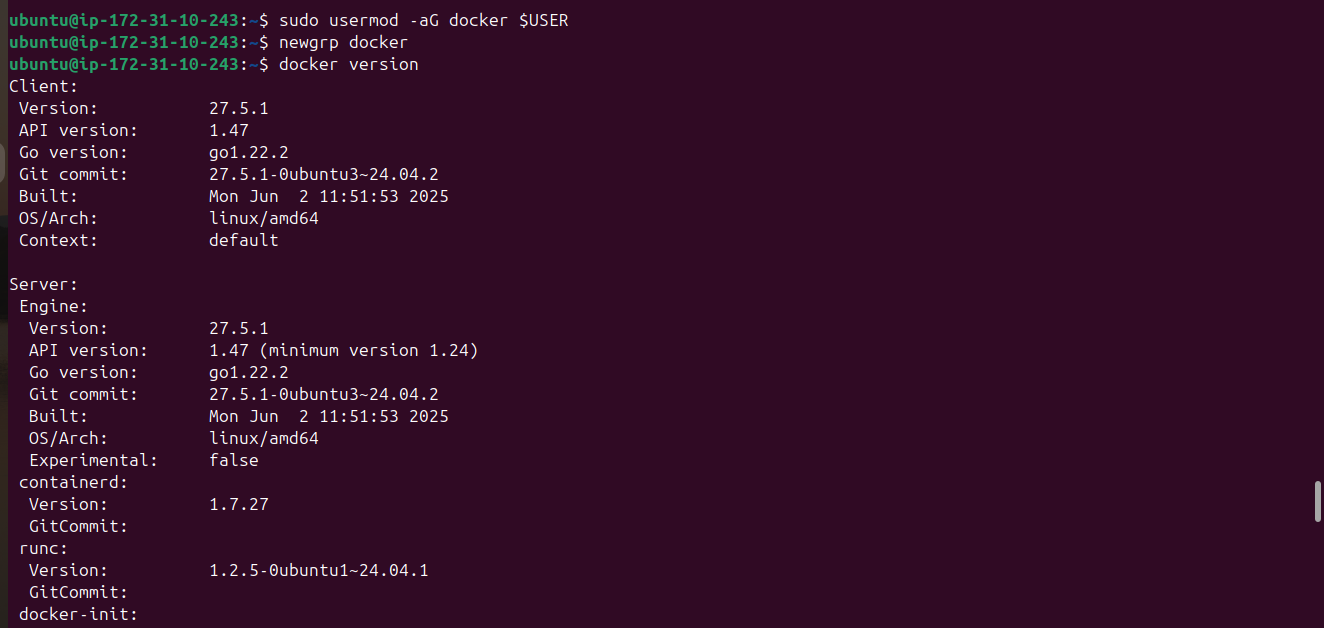 ubuntu@ip-172-31-10-243:~$ sudo usermod -aG docker $USER
ubuntu@ip-172-31-10-243:~$ newgrp docker
ubuntu@ip-172-31-10-243:~$ docker version
Client:
 Version:           27.5.1
 API version:       1.47
 Go version:        go1.22.2
 Git commit:        27.5.1-0ubuntu3~24.04.2
 Built:             Mon Jun  2 11:51:53 2025
 OS/Arch:           linux/amd64
 Context:           default

Server:
 Engine:
  Version:          27.5.1
  API version:      1.47 (minimum version 1.24)
  Go version:       go1.22.2
  Git commit:       27.5.1-0ubuntu3~24.04.2
  Built:            Mon Jun  2 11:51:53 2025
  OS/Arch:          linux/amd64
  Experimental:     false
 containerd:
  Version:          1.7.27
  GitCommit:
 runc:
  Version:          1.2.5-0ubuntu1~24.04.1
  GitCommit:
 docker-init: